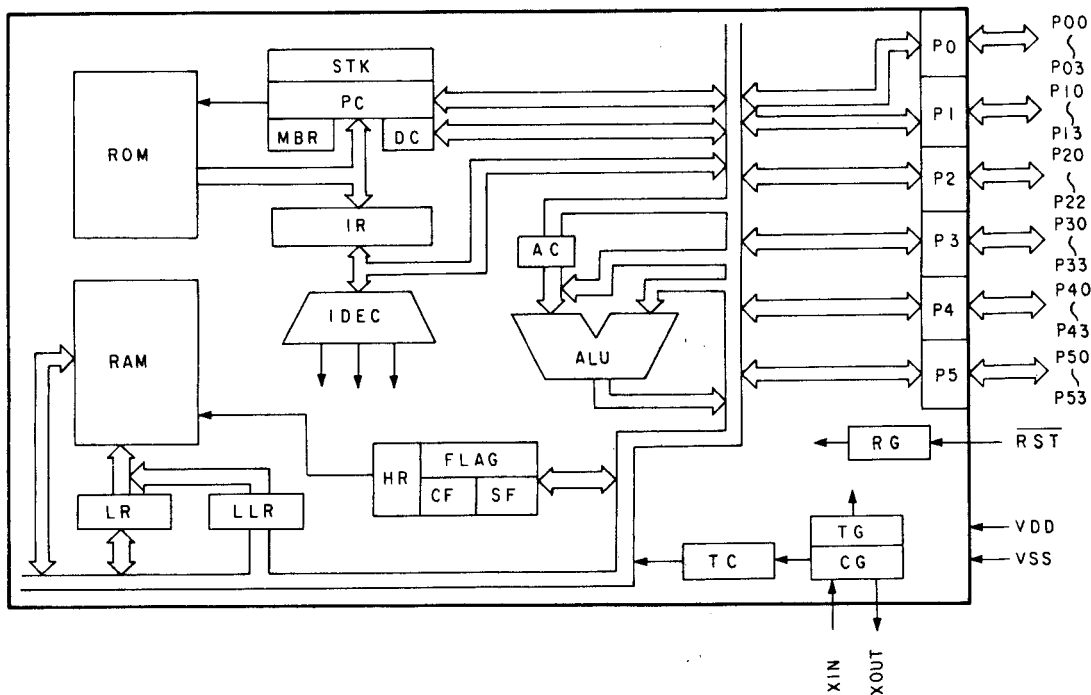 STK
PC
MBR
DC
ROM
IR
IDEC
AC
ALU
RAM
HR
FLAG
CF
SF
LR
LLR
TC
TG
CG
RG
P0
P1
P2
P3
P4
P5
P00
~
P03
P10
~
P13
P20
~
P22
P30
~
P33
P40
~
P43
P50
~
P53
RST
VDD
VSS
XIN
XOUT